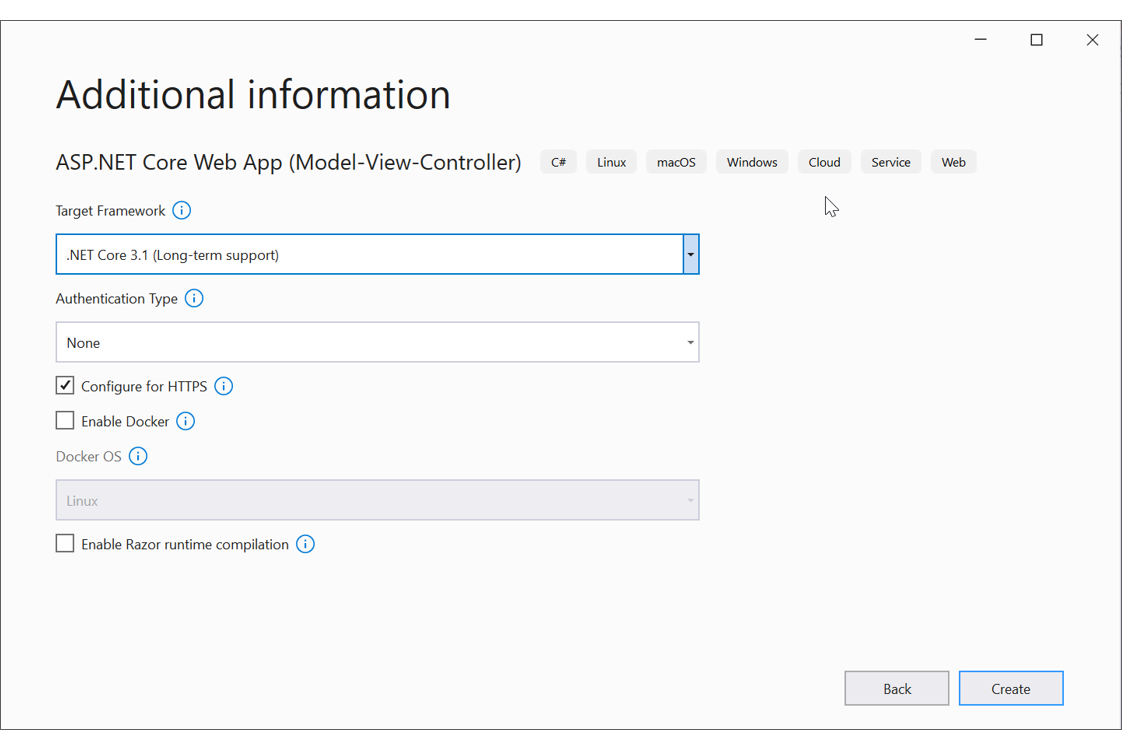 Additional information
ASP.NET Core Web App (Model-View-Controller) C# Linux macOS Windows Cloud Service Web
Target Framework
.NET Core 3.1 (Long-term support)
Authentication Type
None
Configure for HTTPS
Enable Docker
Docker OS
Linux
Enable Razor runtime compilation
Back Create